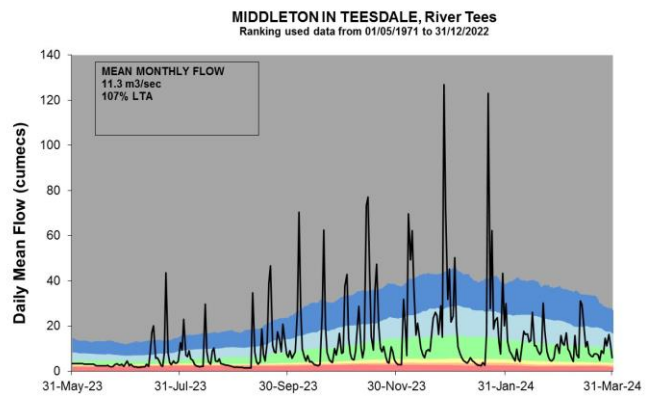 MIDDLETON IN TEESDALE, River Tees
Ranking used data from 01/05/1971 to 31/12/2022
MEAN MONTHLY FLOW
11.3 m3/sec
107% LTA
Daily Mean Flow (cumecs)
140
120
100
80
60
40
20
0
31-May-23 31-Jul-23 30-Sep-23 30-Nov-23 31-Jan-24 31-Mar-24